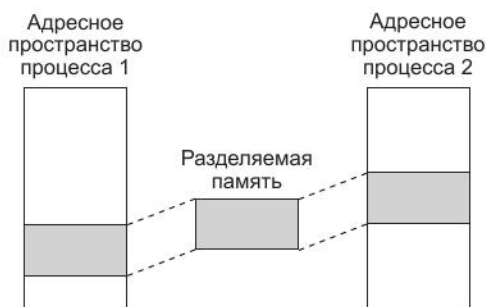 Адресное
пространство
процесса 1
Адресное
пространство
процесса 2
Разделяемая
память